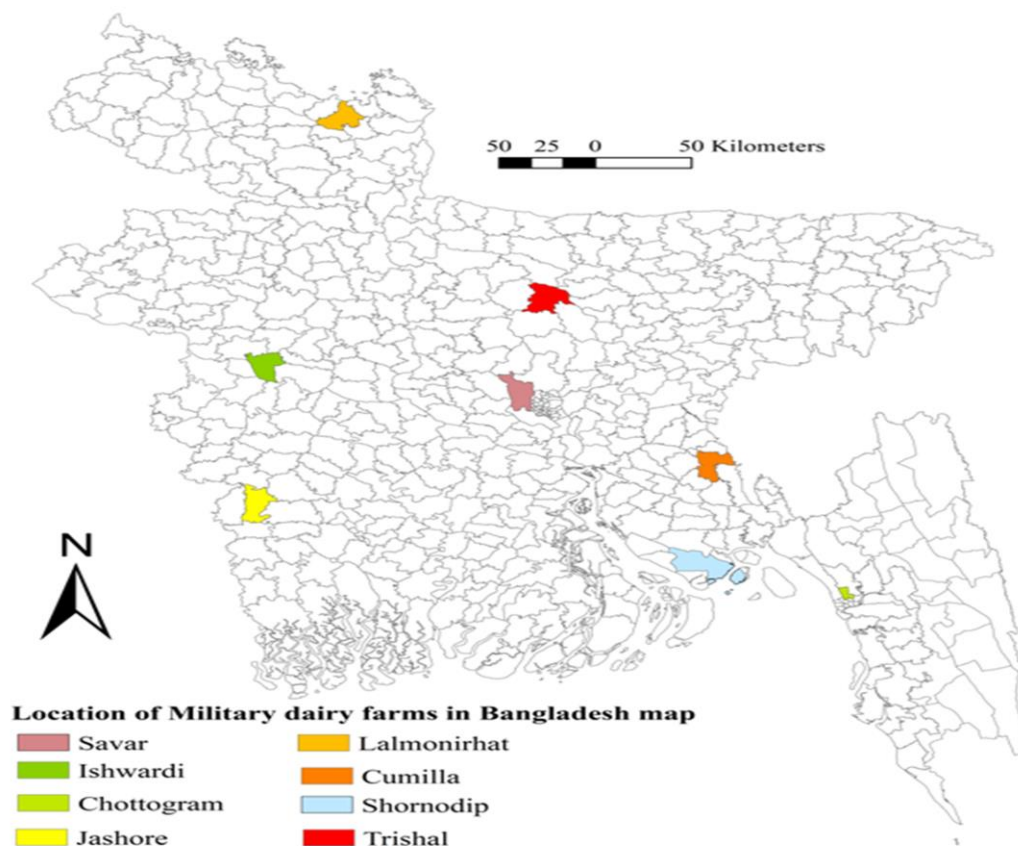 50 25 0 50 Kilometers
N
Location of Military dairy farms in Bangladesh map
Savar
Ishwardi
Chottogram
Jashore
Lalmonirhat
Cumilla
Shornodip
Trishal